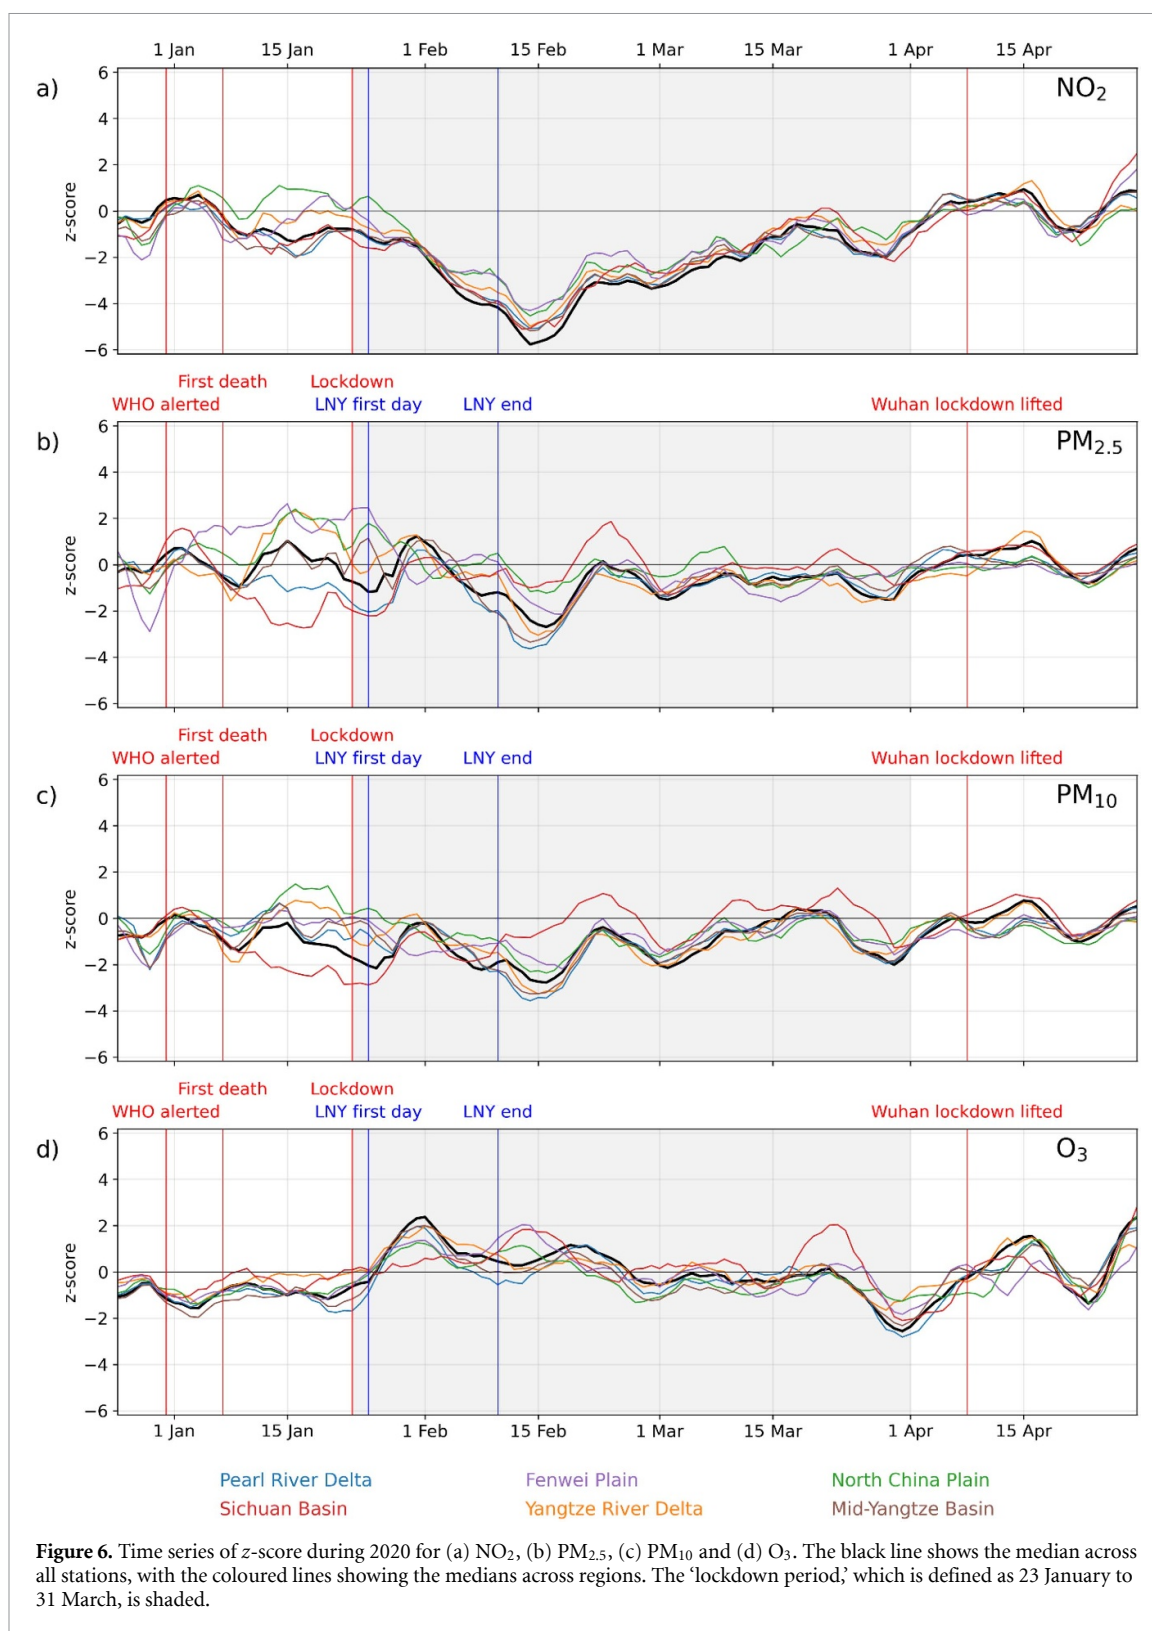 1 Jan 15 Jan 1 Feb 15 Feb 1 Mar 15 Mar 1 Apr 15 Apr
a)
NO₂
6
4
2
0
−2
−4
−6
z-score
First death Lockdown
WHO alerted LNY first day LNY end Wuhan lockdown lifted
b)
PM₂.₅
6
4
2
0
−2
−4
−6
z-score
First death Lockdown
WHO alerted LNY first day LNY end Wuhan lockdown lifted
c)
PM₁₀
6
4
2
0
−2
−4
−6
z-score
First death Lockdown
WHO alerted LNY first day LNY end Wuhan lockdown lifted
d)
O₃
6
4
2
0
−2
−4
−6
z-score
1 Jan 15 Jan 1 Feb 15 Feb 1 Mar 15 Mar 1 Apr 15 Apr
Pearl River Delta Fenwei Plain North China Plain
Sichuan Basin Yangtze River Delta Mid-Yangtze Basin
Figure 6. Time series of z-score during 2020 for (a) NO₂, (b) PM₂.₅, (c) PM₁₀ and (d) O₃. The black line shows the median across
all stations, with the coloured lines showing the medians across regions. The ‘lockdown period,’ which is defined as 23 January to
31 March, is shaded.